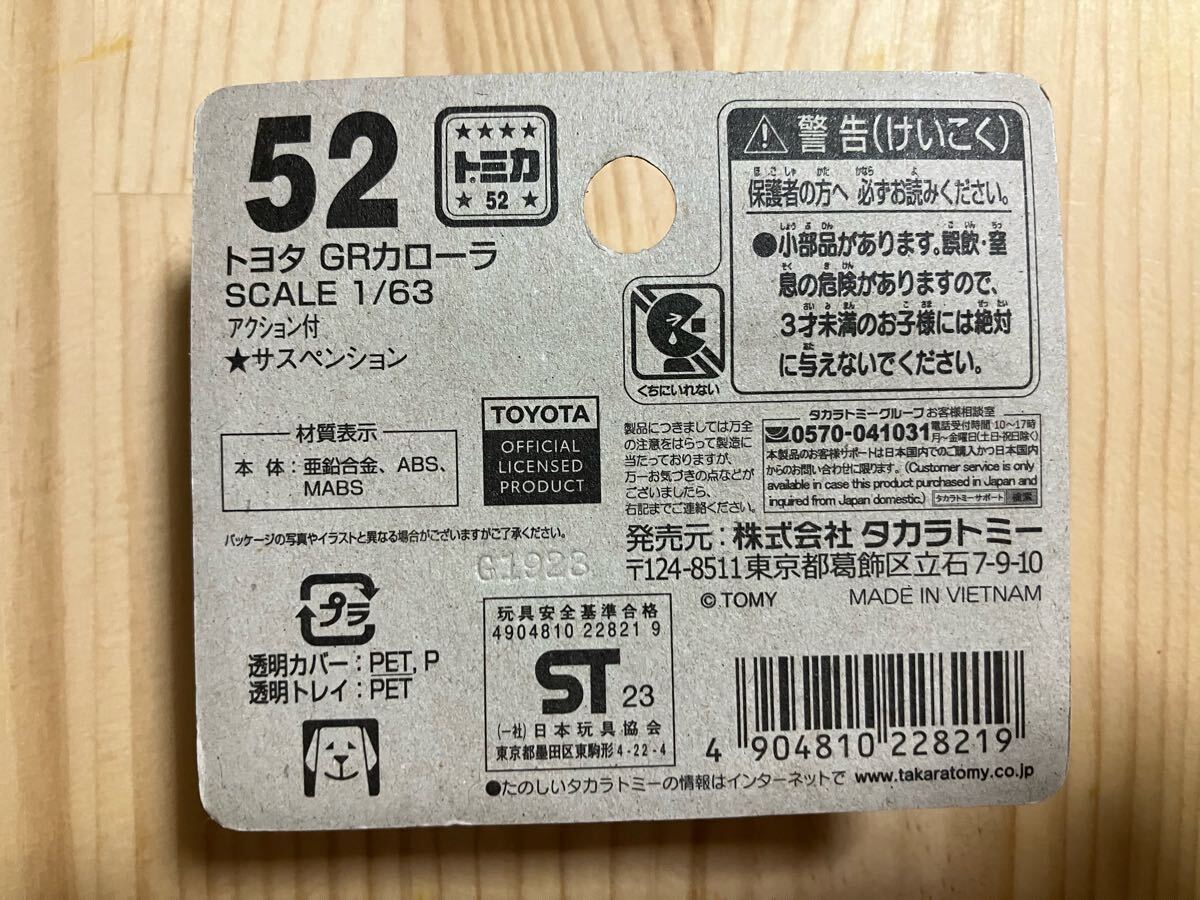 52
トミカ
52
トヨタ GRカローラ
SCALE 1/63
アクション付
★サスペンション
警告(けいこく)
保護者の方へ 必ずお読みください。
●小部品があります。誤飲・窒
息の危険がありますので、
3才未満のお子様には絶対
に与えないでください。
くちにいれない
材質表示
本 体:亜鉛合金、ABS、
MABS
TOYOTA
OFFICIAL
LICENSED
PRODUCT
製品につきましては万全
の注意をはらって製造に
当たっておりますが、
万一お気づきの点などが
ございましたら、
右記までご連絡ください。
タカラトミーグループお客様相談室
0570-041031
電話受付時間 10~17時
月~金曜日(土日・祝日除く)
本製品のお客様サポートは日本国内でのご購入かつ日本国内
からのお問い合わせに限ります。(Customer service is only
available in case this product purchased in Japan and
inquired from Japan domestic.)
タカラトミーサポート 検索
パッケージの写真やイラストと異なる場合がございますがご了承ください。
G1923
発売元:株式会社 タカラトミー
〒124-8511東京都葛飾区立石7-9-10
© TOMY MADE IN VIETNAM
プラ
透明カバー:PET, P
透明トレイ:PET
玩具安全基準合格
4904810 22821 9
ST 23
(一社)日本玩具協会
東京都墨田区東駒形4-22-4
4 904810 228219
●たのしいタカラトミーの情報はインターネットで www.takaratomy.co.jp